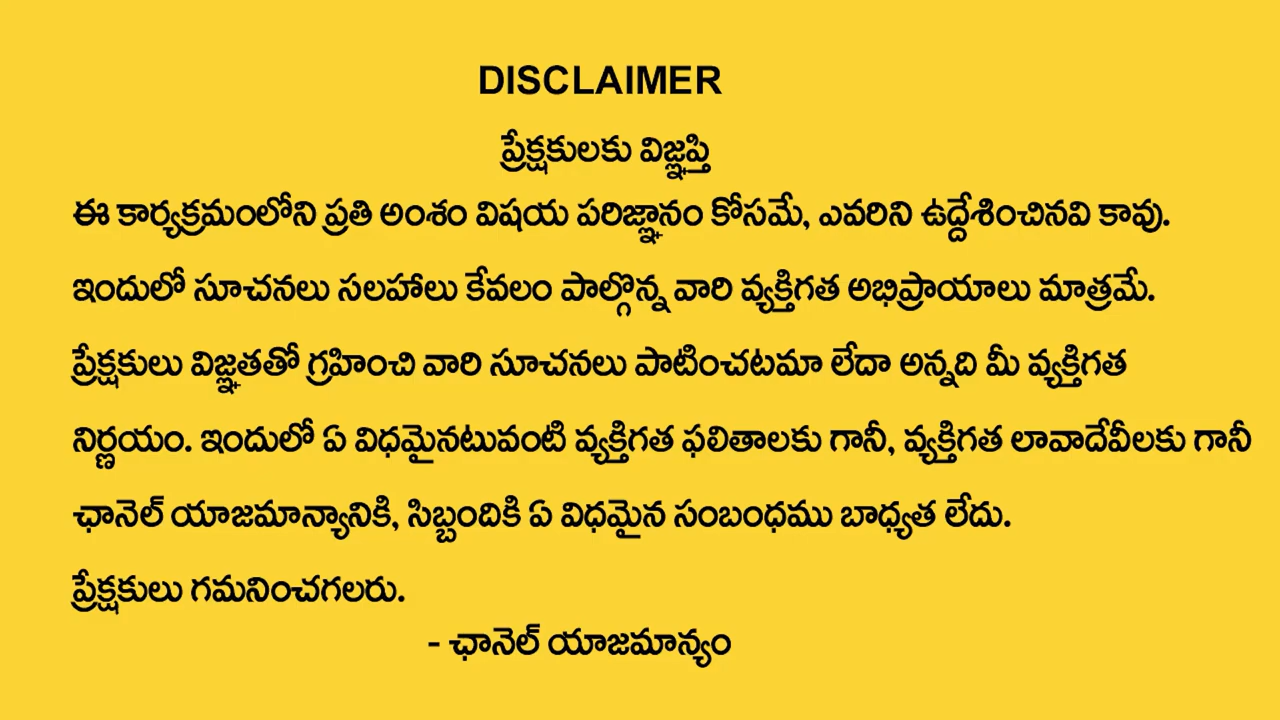 DISCLAIMER
ప్రేక్షకులకు విజ్ఞప్తి
ఈ కార్యక్రమంలోని ప్రతి అంశం విషయ పరిజ్ఞానం కోసమే, ఎవరిని ఉద్దేశించినవి కావు.
ఇందులో సూచనలు సలహాలు కేవలం పాల్గొన్న వారి వ్యక్తిగత అభిప్రాయాలు మాత్రమే.
ప్రేక్షకులు విజ్ఞతతో గ్రహించి వారి సూచనలు పాటించటమా లేదా అన్నది మీ వ్యక్తిగత
నిర్ణయం. ఇందులో ఏ విధమైనటువంటి వ్యక్తిగత ఫలితాలకు గానీ, వ్యక్తిగత లావాదేవీలకు గానీ
ఛానెల్ యాజమాన్యానికి, సిబ్బందికి ఏ విధమైన సంబంధము బాధ్యత లేదు.
ప్రేక్షకులు గమనించగలరు.
- ఛానెల్ యాజమాన్యం